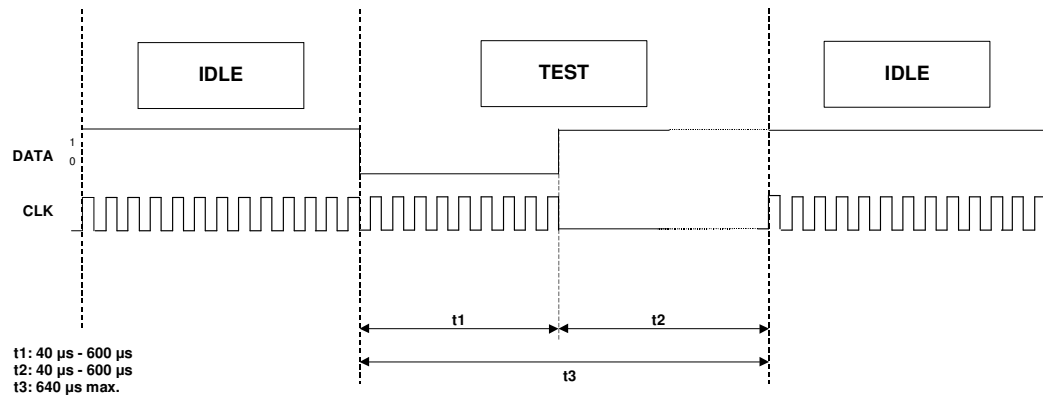 IDLE
TEST
IDLE
DATA
1
0
CLK
t1
t2
t3
t1: 40 µs - 600 µs
t2: 40 µs - 600 µs
t3: 640 µs max.